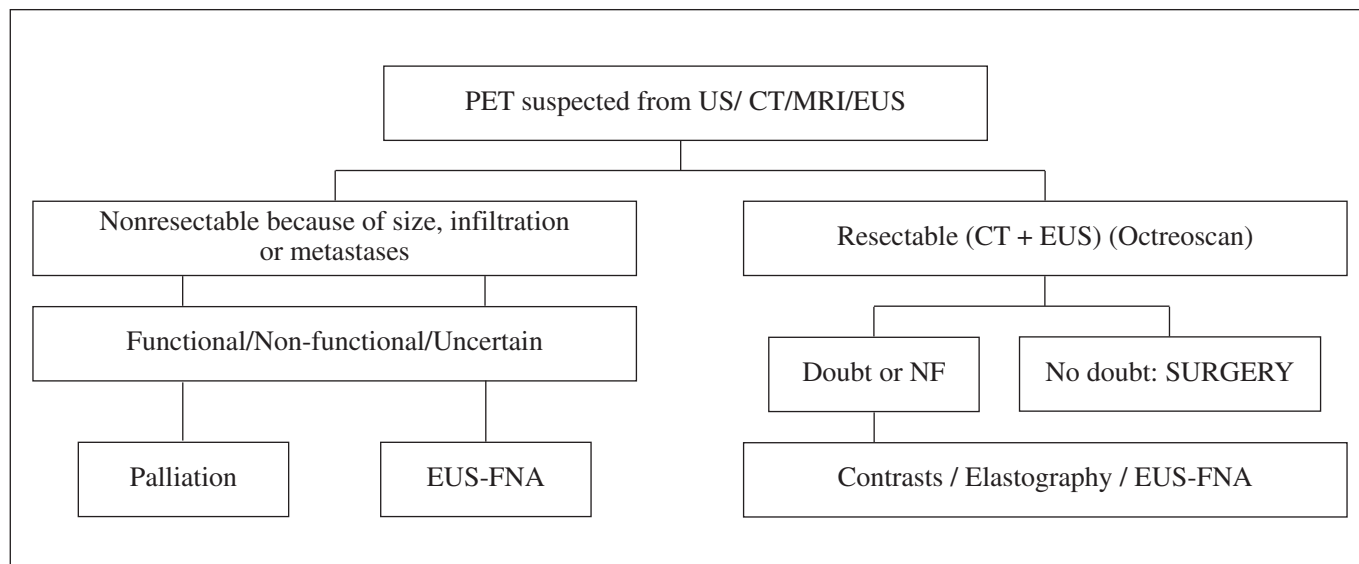 PET suspected from US/ CT/MRI/EUS
Nonresectable because of size, infiltration
or metastases
Resectable (CT + EUS) (Octreoscan)
Functional/Non-functional/Uncertain
Doubt or NF
No doubt: SURGERY
Palliation
EUS-FNA
Contrasts / Elastography / EUS-FNA